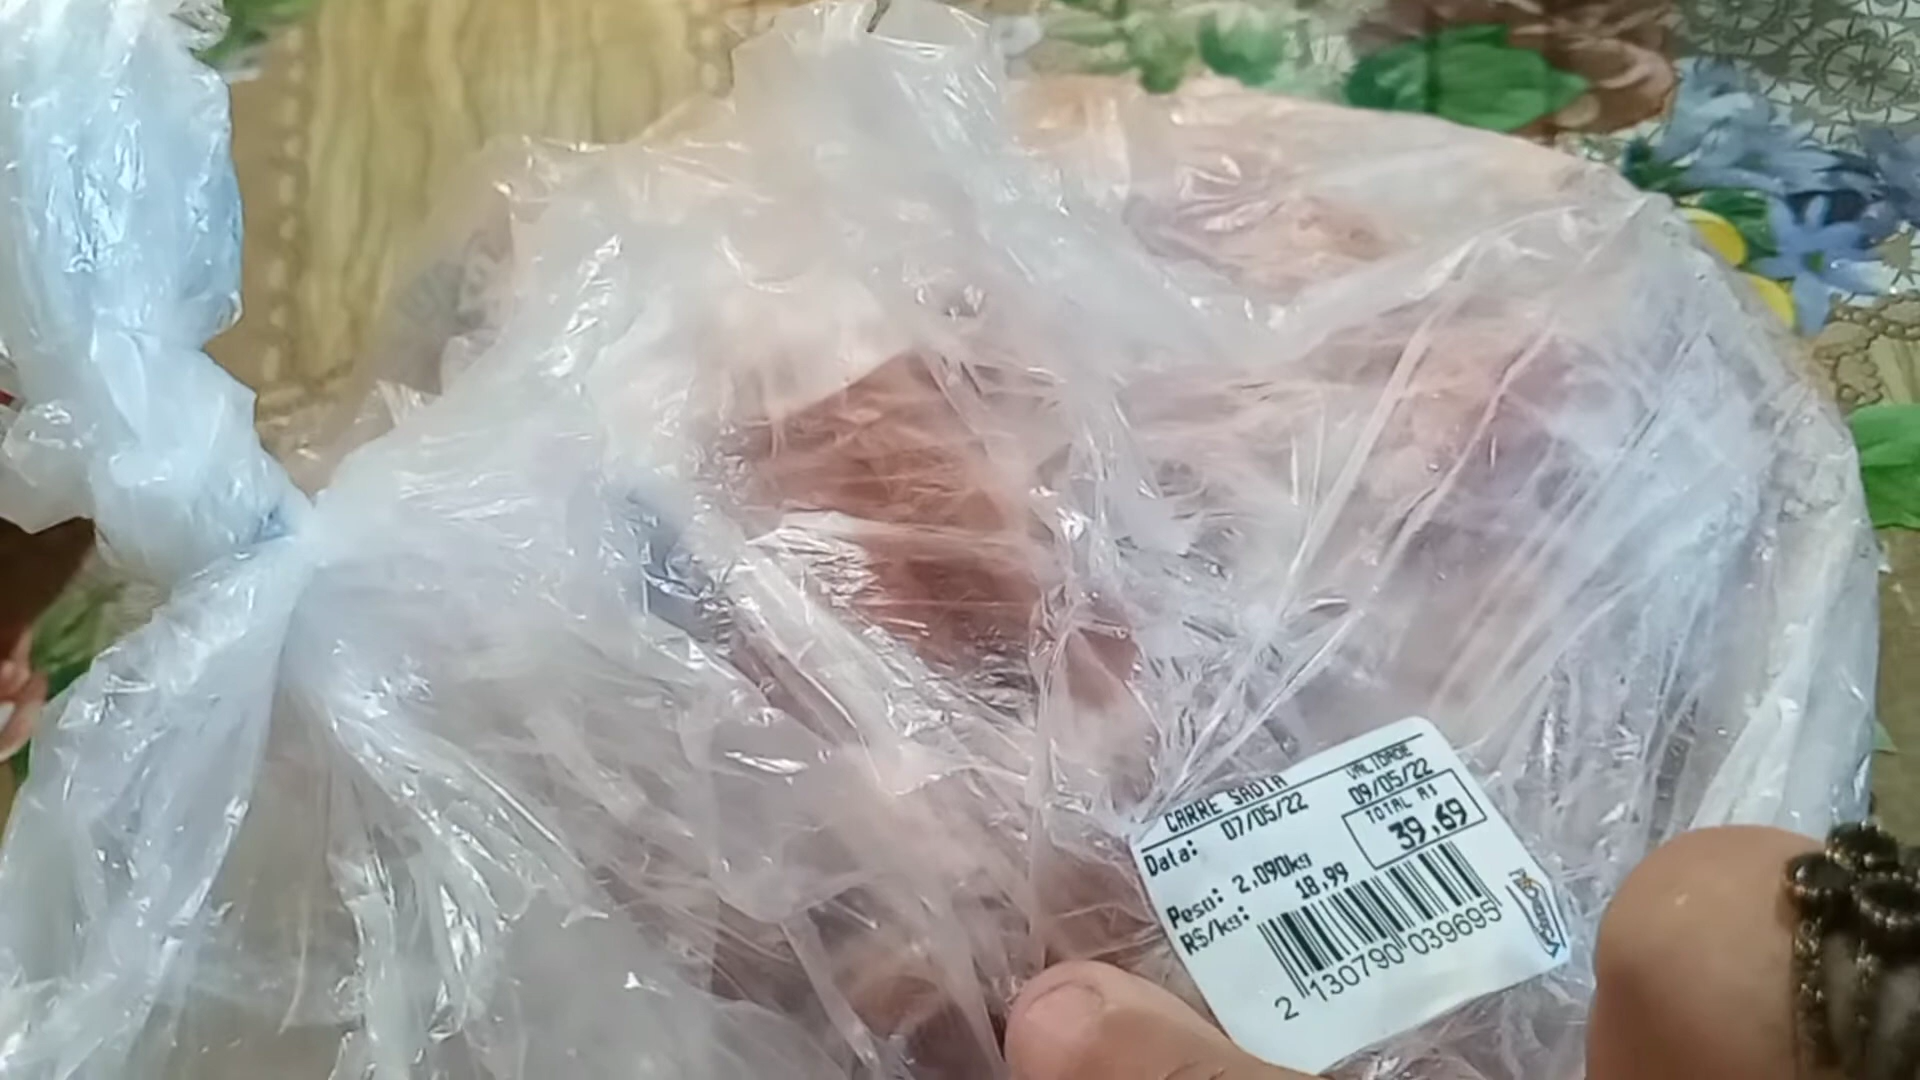 CARRE SADIA
VALIDADE
Data: 07/05/22 09/05/22
TOTAL R$
39,69
Peso: 2,090kg
R$/kg: 18,99
2 130790 039695